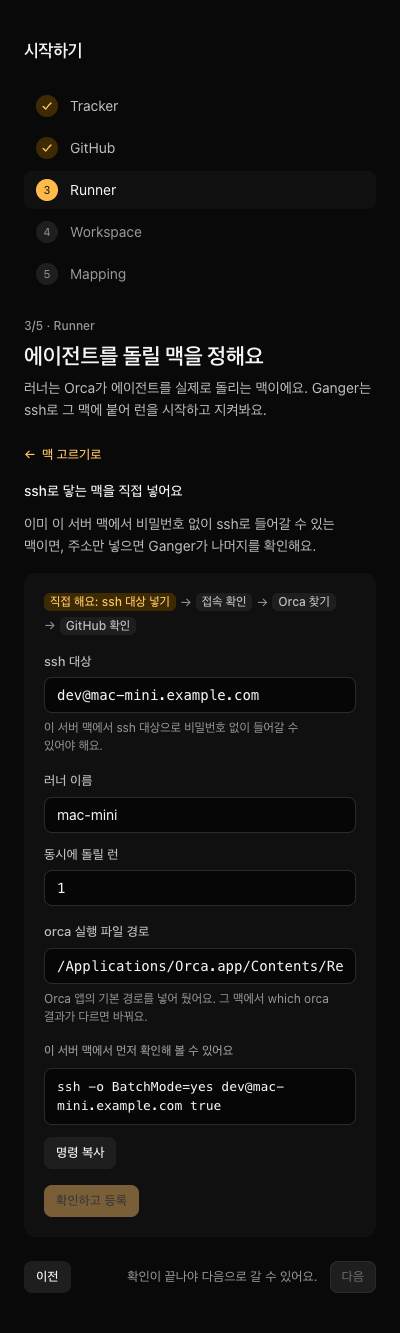 시작하기
Tracker
GitHub
3 Runner
4 Workspace
5 Mapping
3/5 · Runner
에이전트를 돌릴 맥을 정해요
러너는 Orca가 에이전트를 실제로 돌리는 맥이에요. Ganger는
ssh로 그 맥에 붙어 런을 시작하고 지켜봐요.
← 맥 고르기로
ssh로 닿는 맥을 직접 넣어요
이미 이 서버 맥에서 비밀번호 없이 ssh로 들어갈 수 있는
맥이면, 주소만 넣으면 Ganger가 나머지를 확인해요.
직접 해요: ssh 대상 넣기 → 접속 확인 → Orca 찾기
→ GitHub 확인
ssh 대상
dev@mac-mini.example.com
이 서버 맥에서 ssh 대상으로 비밀번호 없이 들어갈 수
있어야 해요.
러너 이름
mac-mini
동시에 돌릴 런
1
orca 실행 파일 경로
/Applications/Orca.app/Contents/Re
Orca 앱의 기본 경로를 넣어 뒀어요. 그 맥에서 which orca
결과가 다르면 바꿔요.
이 서버 맥에서 먼저 확인해 볼 수 있어요
ssh -o BatchMode=yes dev@mac-
mini.example.com true
명령 복사
확인하고 등록
이전 확인이 끝나야 다음으로 갈 수 있어요. 다음